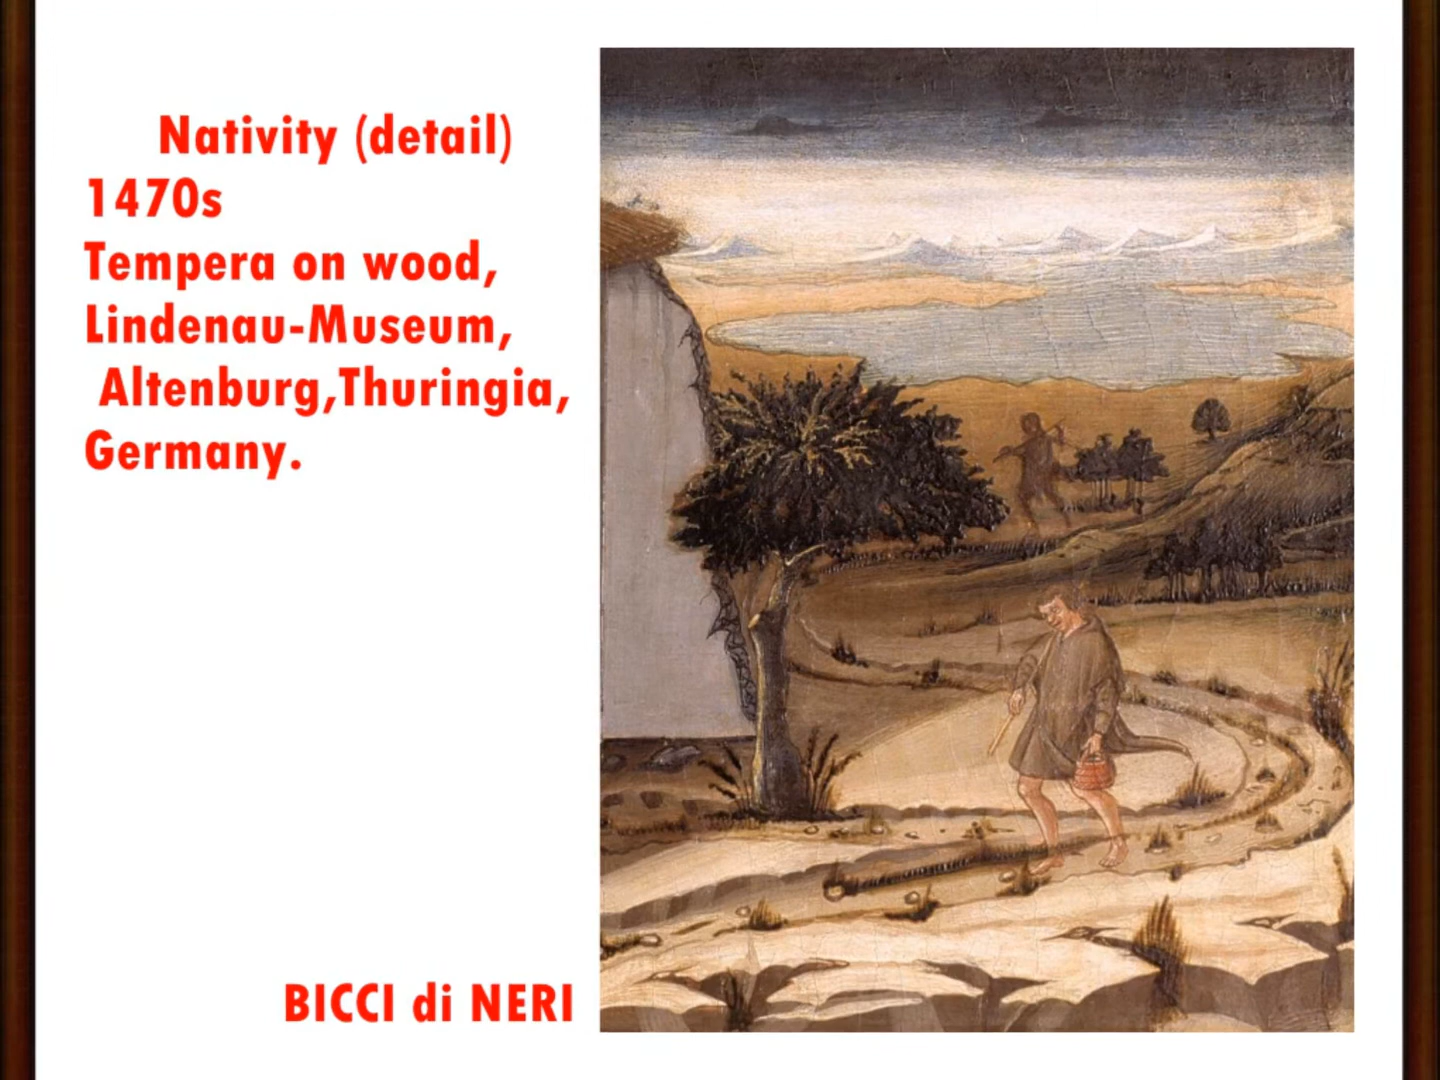 Nativity (detail)
1470s
Tempera on wood,
Lindenau-Museum,
Altenburg,Thuringia,
Germany.
BICCI di NERI